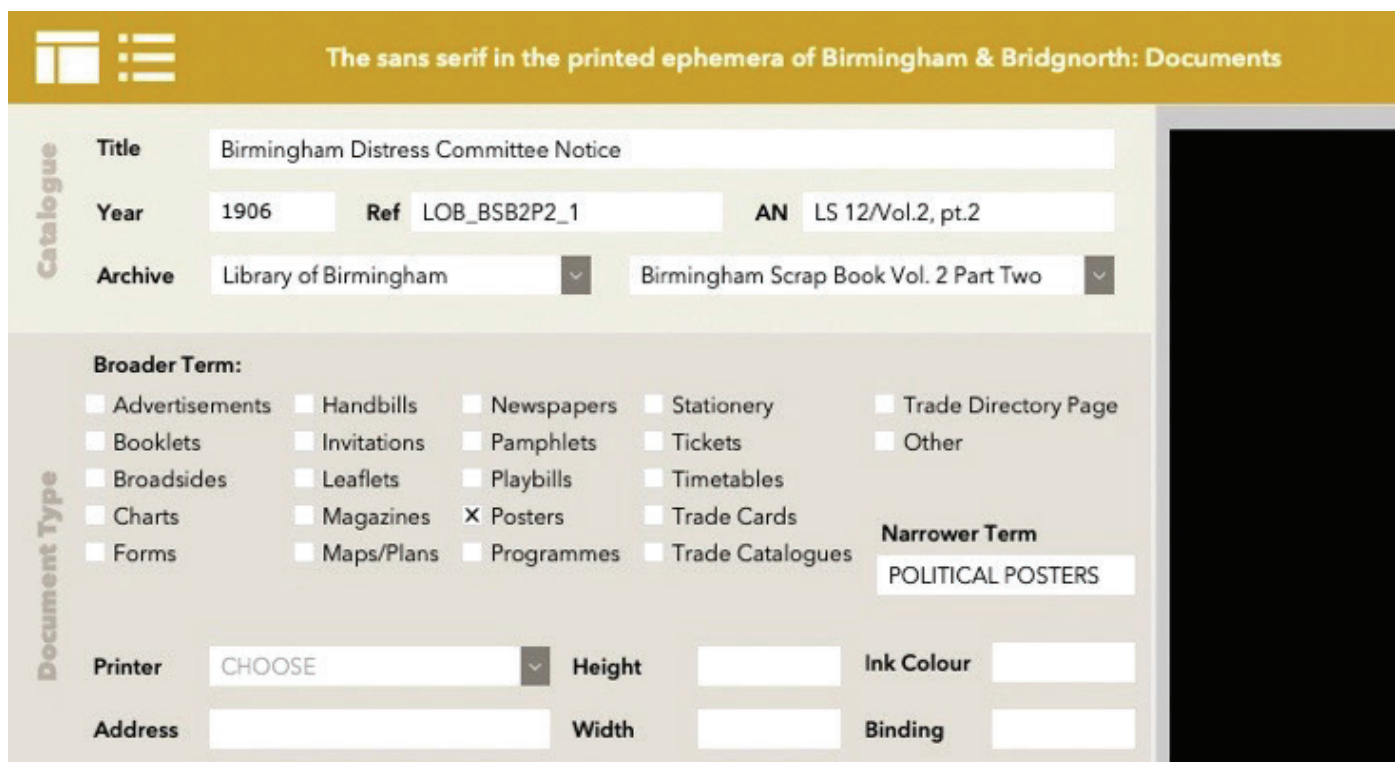 The sans serif in the printed ephemera of Birmingham & Bridgnorth: Documents
Catalogue
Title Birmingham Distress Committee Notice
Year 1906 Ref LOB_BSB2P2_1 AN LS 12/Vol.2, pt.2
Archive Library of Birmingham Birmingham Scrap Book Vol. 2 Part Two
Document Type
Broader Term:
Advertisements Handbills Newspapers Stationery Trade Directory Page
Booklets Invitations Pamphlets Tickets Other
Broadsides Leaflets Playbills Timetables
Charts Magazines X Posters Trade Cards
Forms Maps/Plans Programmes Trade Catalogues
Narrower Term
POLITICAL POSTERS
Printer CHOOSE Height Ink Colour
Address Width Binding